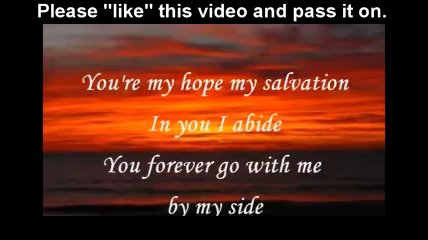 Please "like" this video and pass it on.
You're my hope my salvation
In you I abide
You forever go with me
by my side